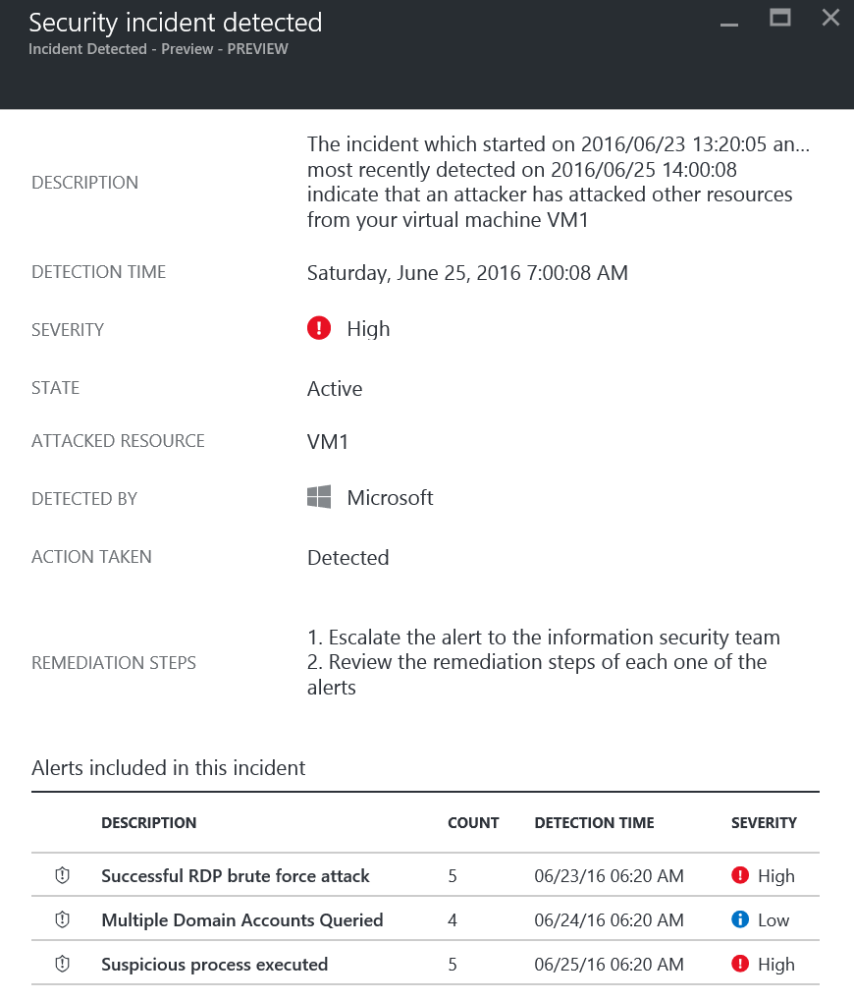 Security incident detected
Incident Detected - Preview - PREVIEW
DESCRIPTION
The incident which started on 2016/06/23 13:20:05 an...
most recently detected on 2016/06/25 14:00:08
indicate that an attacker has attacked other resources
from your virtual machine VM1
DETECTION TIME
Saturday, June 25, 2016 7:00:08 AM
SEVERITY
High
STATE
Active
ATTACKED RESOURCE
VM1
DETECTED BY
Microsoft
ACTION TAKEN
Detected
REMEDIATION STEPS
1. Escalate the alert to the information security team
2. Review the remediation steps of each one of the
alerts
Alerts included in this incident
DESCRIPTION COUNT DETECTION TIME SEVERITY
Successful RDP brute force attack 5 06/23/16 06:20 AM High
Multiple Domain Accounts Queried 4 06/24/16 06:20 AM Low
Suspicious process executed 5 06/25/16 06:20 AM High